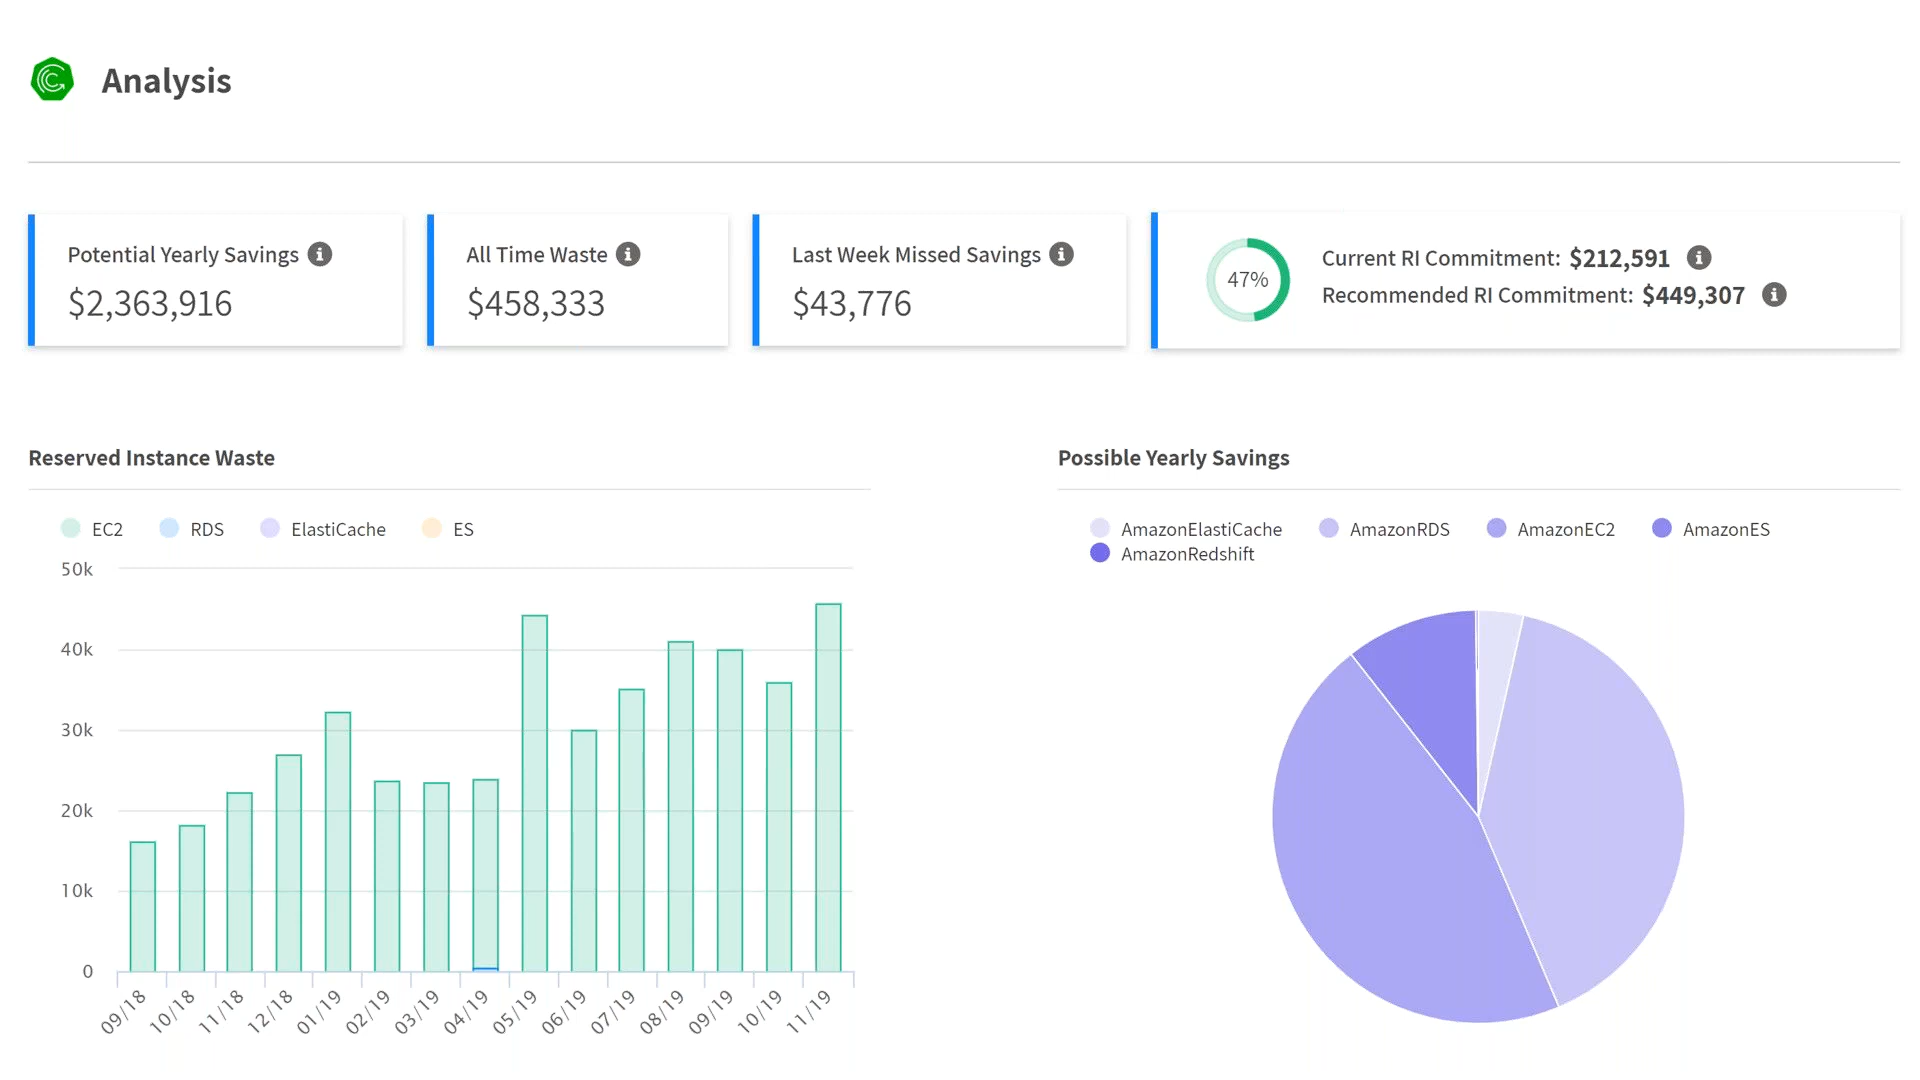 Analysis
Potential Yearly Savings
$2,363,916
All Time Waste
$458,333
Last Week Missed Savings
$43,776
47%
Current RI Commitment: $212,591
Recommended RI Commitment: $449,307
Reserved Instance Waste
EC2 RDS ElastiCache ES
50k
40k
30k
20k
10k
0
09/18 10/18 11/18 12/18 01/19 02/19 03/19 04/19 05/19 06/19 07/19 08/19 09/19 10/19 11/19
Possible Yearly Savings
AmazonElastiCache AmazonRDS AmazonEC2 AmazonES
AmazonRedshift